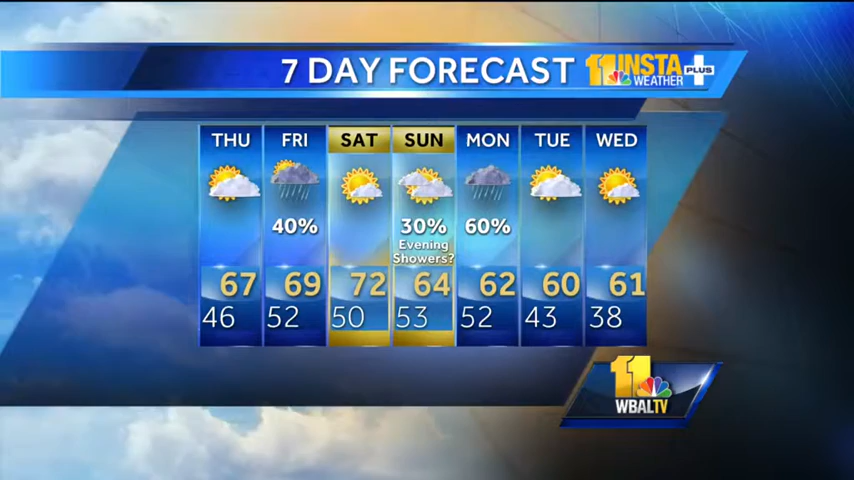 7 DAY FORECAST 11 INSTA WEATHER PLUS
THU FRI SAT SUN MON TUE WED
40% 30% 60%
Evening
Showers?
67 69 72 64 62 60 61
46 52 50 53 52 43 38
11
WBALTV